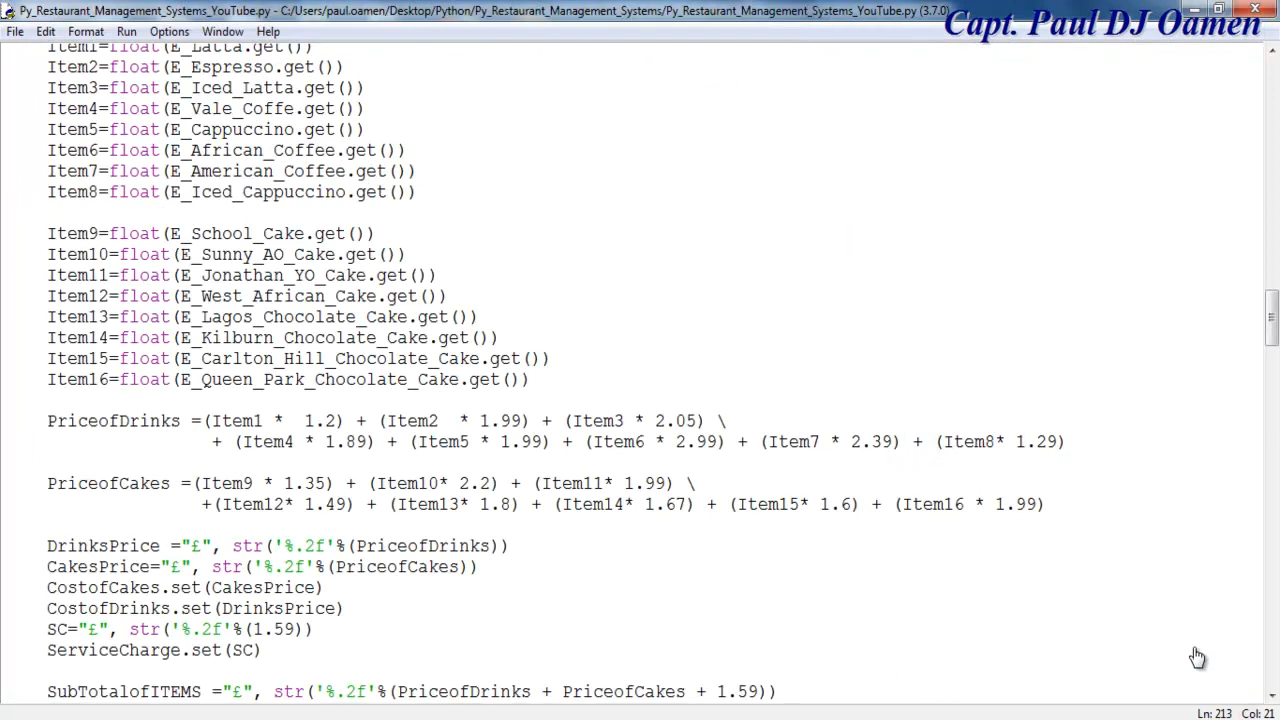 Py_Restaurant_Management_Systems_YouTube.py - C:/Users/paul.oamen/Desktop/Python/Py_Restaurant_Management_Systems/Py_Restaurant_Management_Systems_YouTube.py (3.7.0)
Capt. Paul DJ Oamen
File Edit Format Run Options Window Help
Item1=float(E_Latta.get())
Item2=float(E_Espresso.get())
Item3=float(E_Iced_Latta.get())
Item4=float(E_Vale_Coffe.get())
Item5=float(E_Cappuccino.get())
Item6=float(E_African_Coffee.get())
Item7=float(E_American_Coffee.get())
Item8=float(E_Iced_Cappuccino.get())
Item9=float(E_School_Cake.get())
Item10=float(E_Sunny_AO_Cake.get())
Item11=float(E_Jonathan_YO_Cake.get())
Item12=float(E_West_African_Cake.get())
Item13=float(E_Lagos_Chocolate_Cake.get())
Item14=float(E_Kilburn_Chocolate_Cake.get())
Item15=float(E_Carlton_Hill_Chocolate_Cake.get())
Item16=float(E_Queen_Park_Chocolate_Cake.get())
PriceofDrinks =(Item1 *  1.2) + (Item2  * 1.99) + (Item3 * 2.05) \
+ (Item4 * 1.89) + (Item5 * 1.99) + (Item6 * 2.99) + (Item7 * 2.39) + (Item8* 1.29)
PriceofCakes =(Item9 * 1.35) + (Item10* 2.2) + (Item11* 1.99) \
+(Item12* 1.49) + (Item13* 1.8) + (Item14* 1.67) + (Item15* 1.6) + (Item16 * 1.99)
DrinksPrice ="£", str('%.2f'%(PriceofDrinks))
CakesPrice="£", str('%.2f'%(PriceofCakes))
CostofCakes.set(CakesPrice)
CostofDrinks.set(DrinksPrice)
SC="£", str('%.2f'%(1.59))
ServiceCharge.set(SC)
SubTotalofITEMS ="£", str('%.2f'%(PriceofDrinks + PriceofCakes + 1.59))
Ln: 213 Col: 21